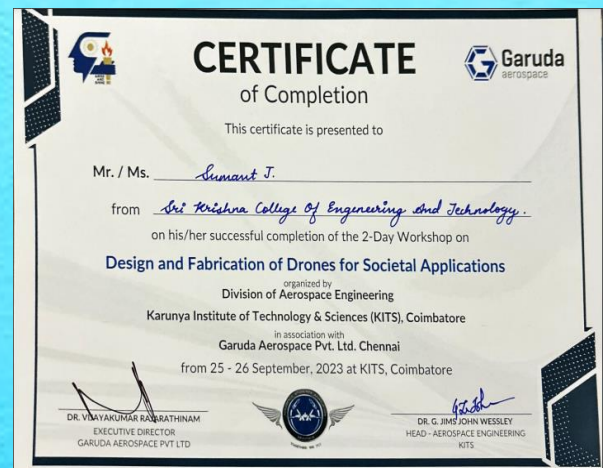 CERTIFICATE
of Completion
Garuda
aerospace
This certificate is presented to
Mr. / Ms. Sumant J.
from Sri Krishna College Of Engineering And Technology.
on his/her successful completion of the 2-Day Workshop on
Design and Fabrication of Drones for Societal Applications
organized by
Division of Aerospace Engineering
Karunya Institute of Technology & Sciences (KITS), Coimbatore
in association with
Garuda Aerospace Pvt. Ltd. Chennai
from 25 - 26 September, 2023 at KITS, Coimbatore
DR. VIJAYAKUMAR RAJARATHINAM
EXECUTIVE DIRECTOR
GARUDA AEROSPACE PVT LTD
DR. G. JIMS JOHN WESSLEY
HEAD - AEROSPACE ENGINEERING
KITS